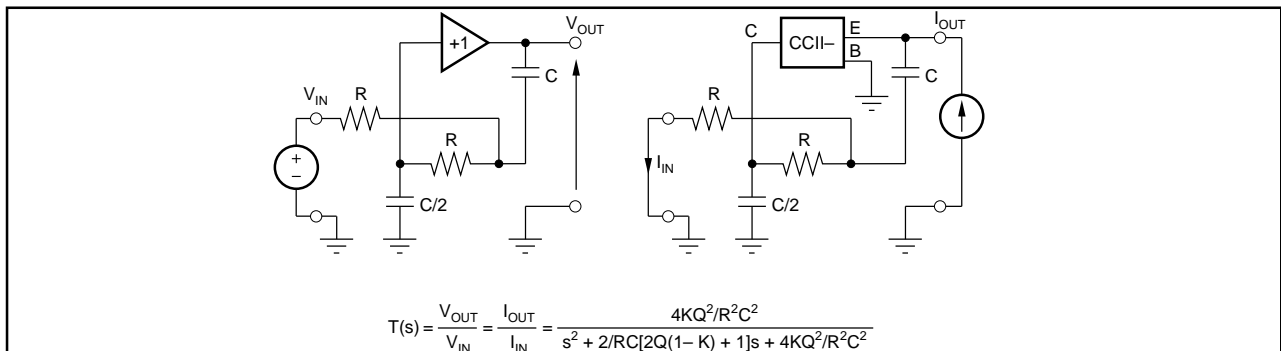 V_OUT
+1
C
V_IN
R
R
C/2
+
–
C
CCII–
E
B
I_OUT
C
R
R
I_IN
C/2
T(s) = V_OUT/V_IN = I_OUT/I_IN = 4KQ²/R²C² / s² + 2/RC[2Q(1– K) + 1]s + 4KQ²/R²C²